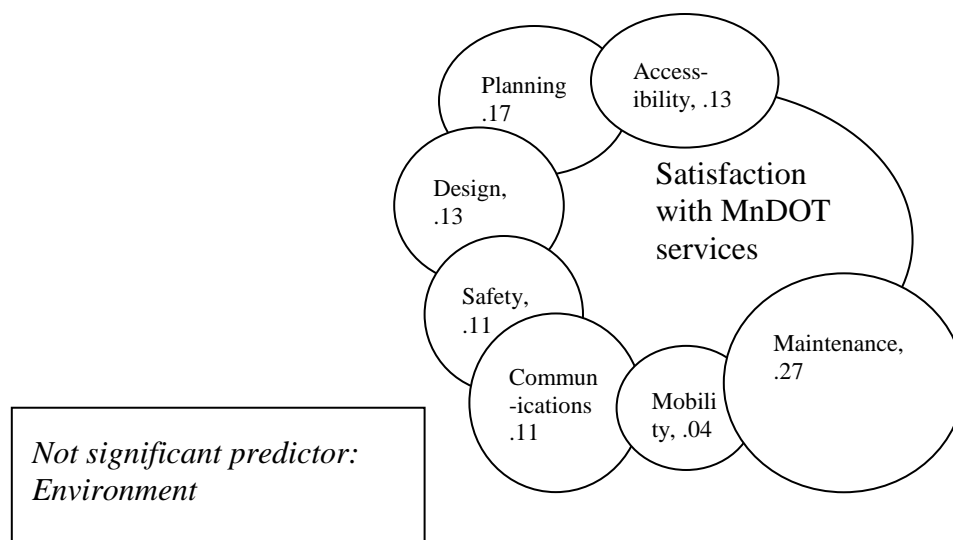 Planning
.17
Access-
ibility, .13
Satisfaction
with MnDOT
services
Design,
.13
Safety,
.11
Commun
-ications
.11
Mobili
ty, .04
Maintenance,
.27
Not significant predictor:
Environment